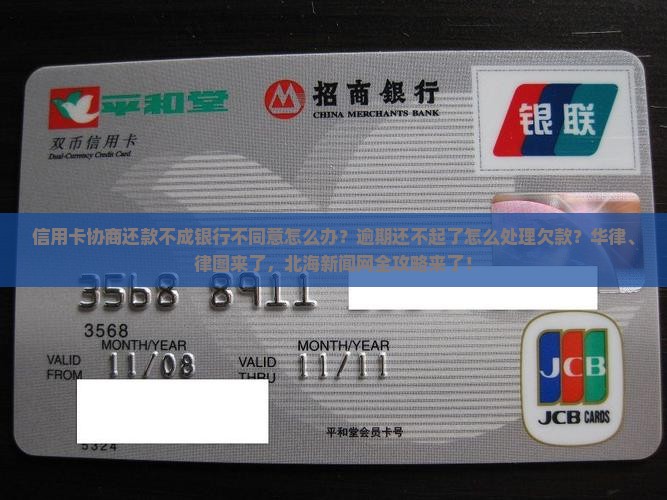 平和堂
招商银行
CHINA MERCHANTS BANK
银联
双币信用卡
Dual-Currency Credit Card
信用卡协商还款不成银行不同意怎么办？逾期还不起了怎么处理欠款？华律、
律图来了，北海新闻网全攻略来了！
3568 8911
3568
MONTH/YEAR MONTH/YEAR
VALID FROM 11/08 VALID THRU 11/11
JCB
JCB CARDS
平和堂会员卡号
5324